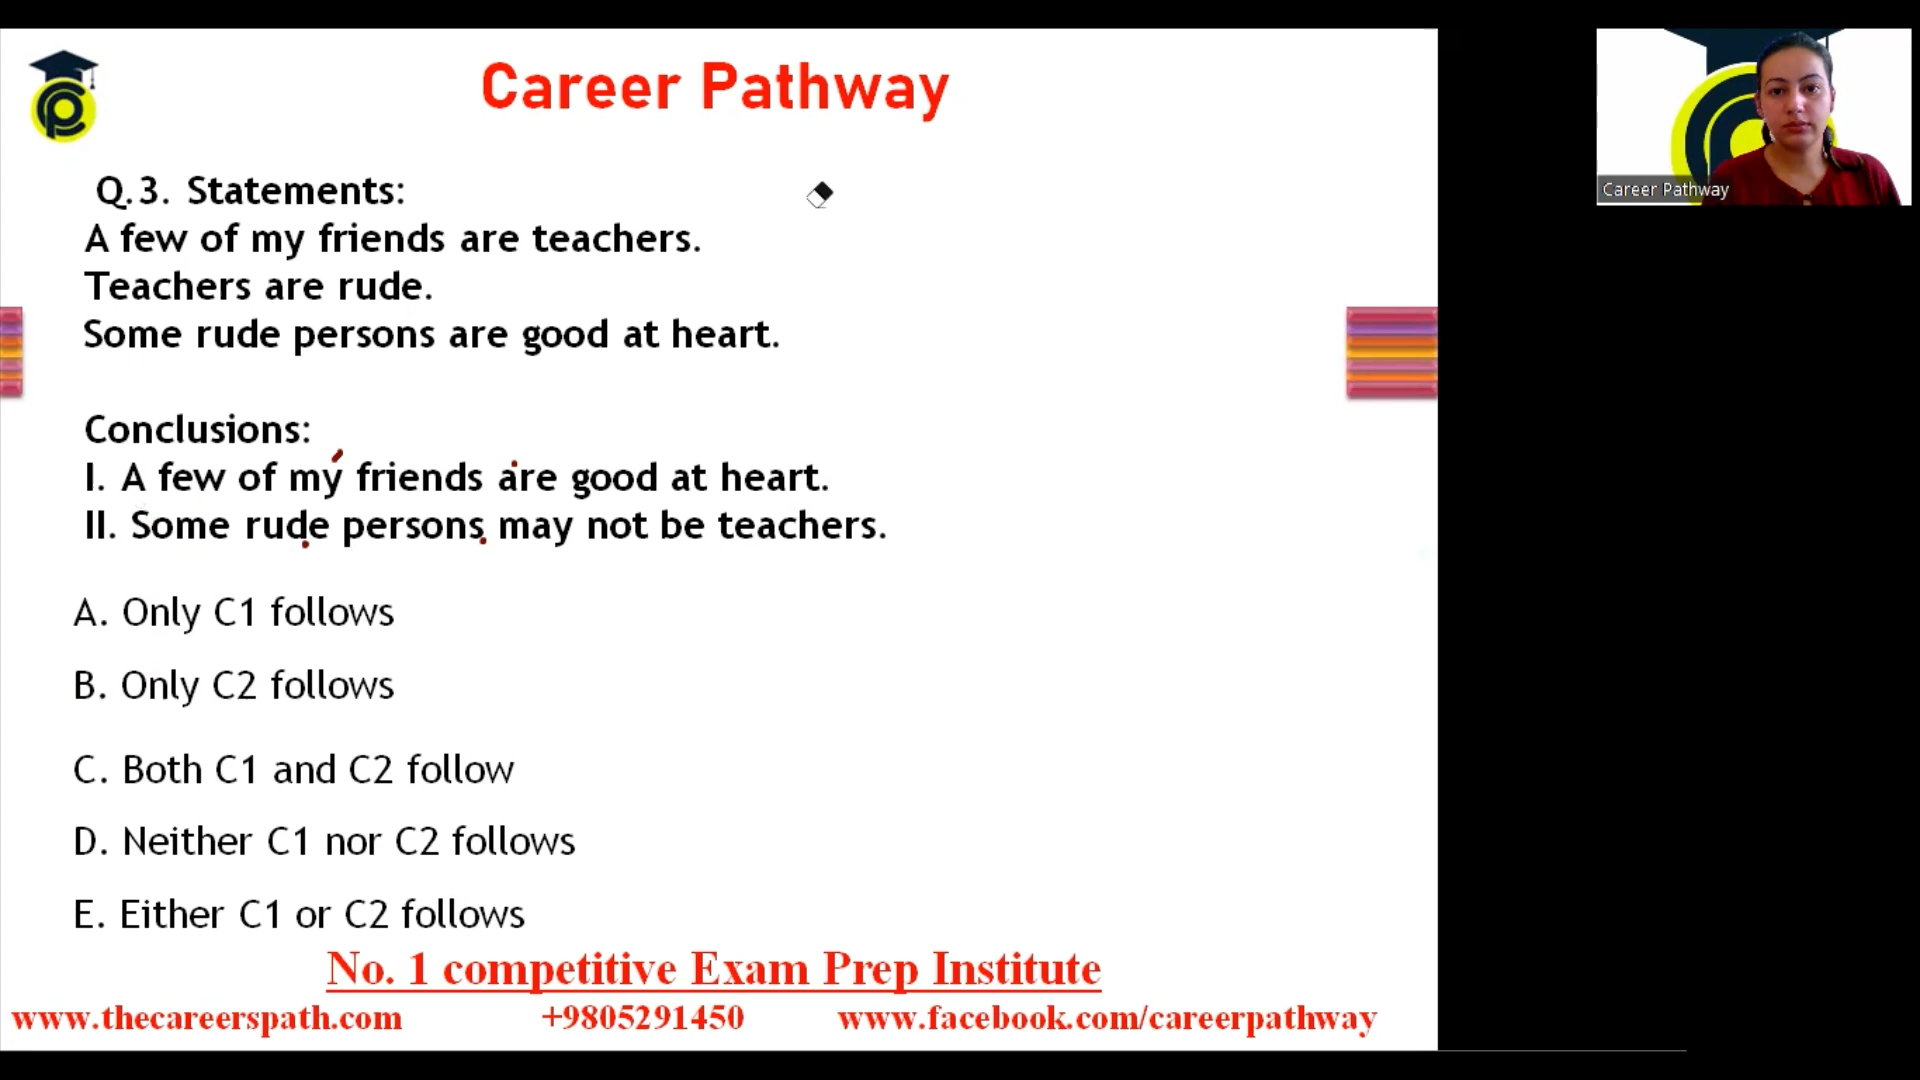 Career Pathway
Career Pathway
Q.3. Statements:
A few of my friends are teachers.
Teachers are rude.
Some rude persons are good at heart.
Conclusions:
I. A few of my friends are good at heart.
II. Some rude persons may not be teachers.
A. Only C1 follows
B. Only C2 follows
C. Both C1 and C2 follow
D. Neither C1 nor C2 follows
E. Either C1 or C2 follows
No. 1 competitive Exam Prep Institute
www.thecareerspath.com +9805291450 www.facebook.com/careerpathway